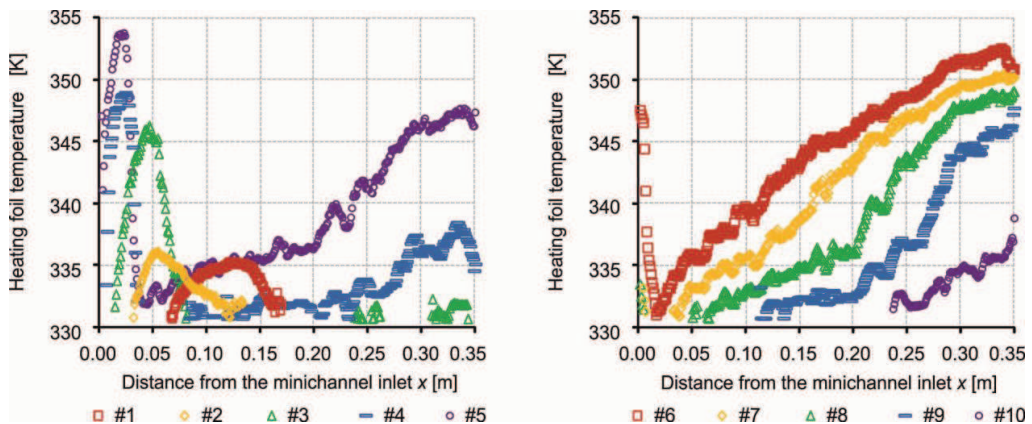 355
350
345
340
335
330
Heating foil temperature [K]
0.00 0.05 0.10 0.15 0.20 0.25 0.30 0.35
Distance from the minichannel inlet x [m]
#1 #2 #3 #4 #5
355
350
345
340
335
330
Heating foil temperature [K]
0.00 0.05 0.10 0.15 0.20 0.25 0.30 0.35
Distance from the minichannel inlet x [m]
#6 #7 #8 #9 #10